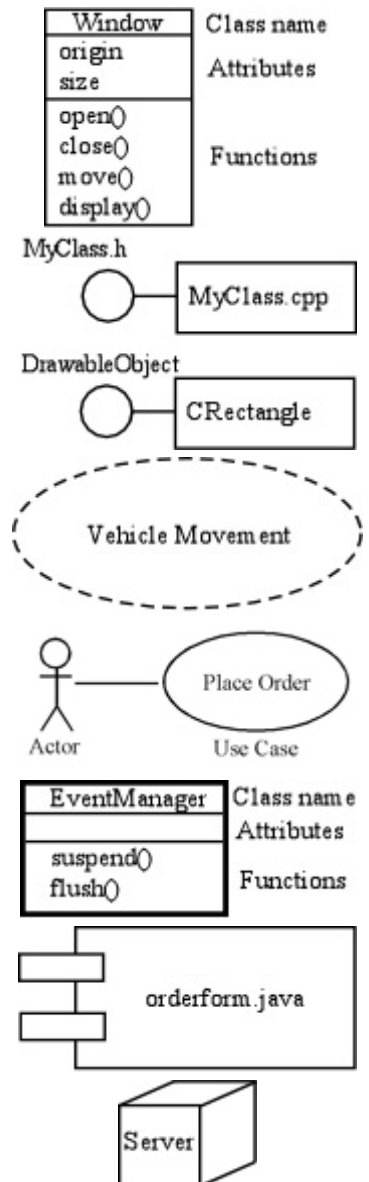 Window Class name
origin
Attributes
size
open()
close()
Functions
move()
display()
MyClass.h
MyClass.cpp
DrawableObject
CRectangle
Vehicle Movement
Place Order
Actor Use Case
EventManager Class name
Attributes
suspend()
Functions
flush()
orderform.java
Server